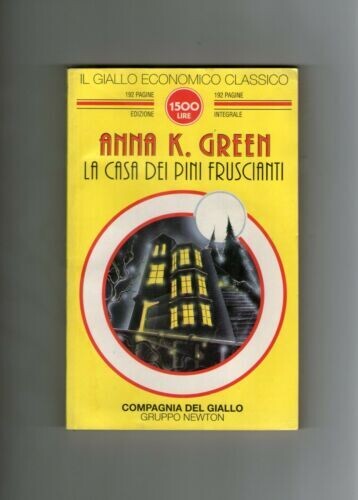 IL GIALLO ECONOMICO CLASSICO
192 PAGINE
1500
LIRE
192 PAGINE
EDIZIONE
INTEGRALE
ANNA K. GREEN
LA CASA DEI PINI FRUSCIANTI
COMPAGNIA DEL GIALLO
GRUPPO NEWTON